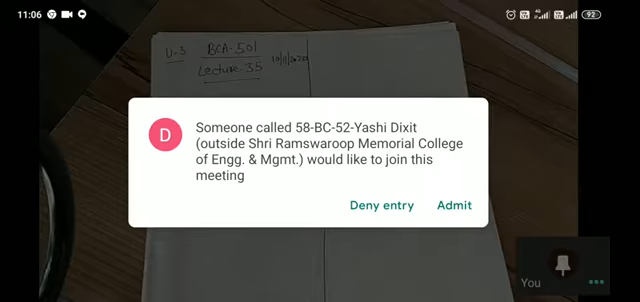 11:06
4G
92
U-3
BCA-501
Lecture-35
D
Someone called 58-BC-52-Yashi Dixit
(outside Shri Ramswaroop Memorial College
of Engg. & Mgmt.) would like to join this
meeting
Deny entry
Admit
You